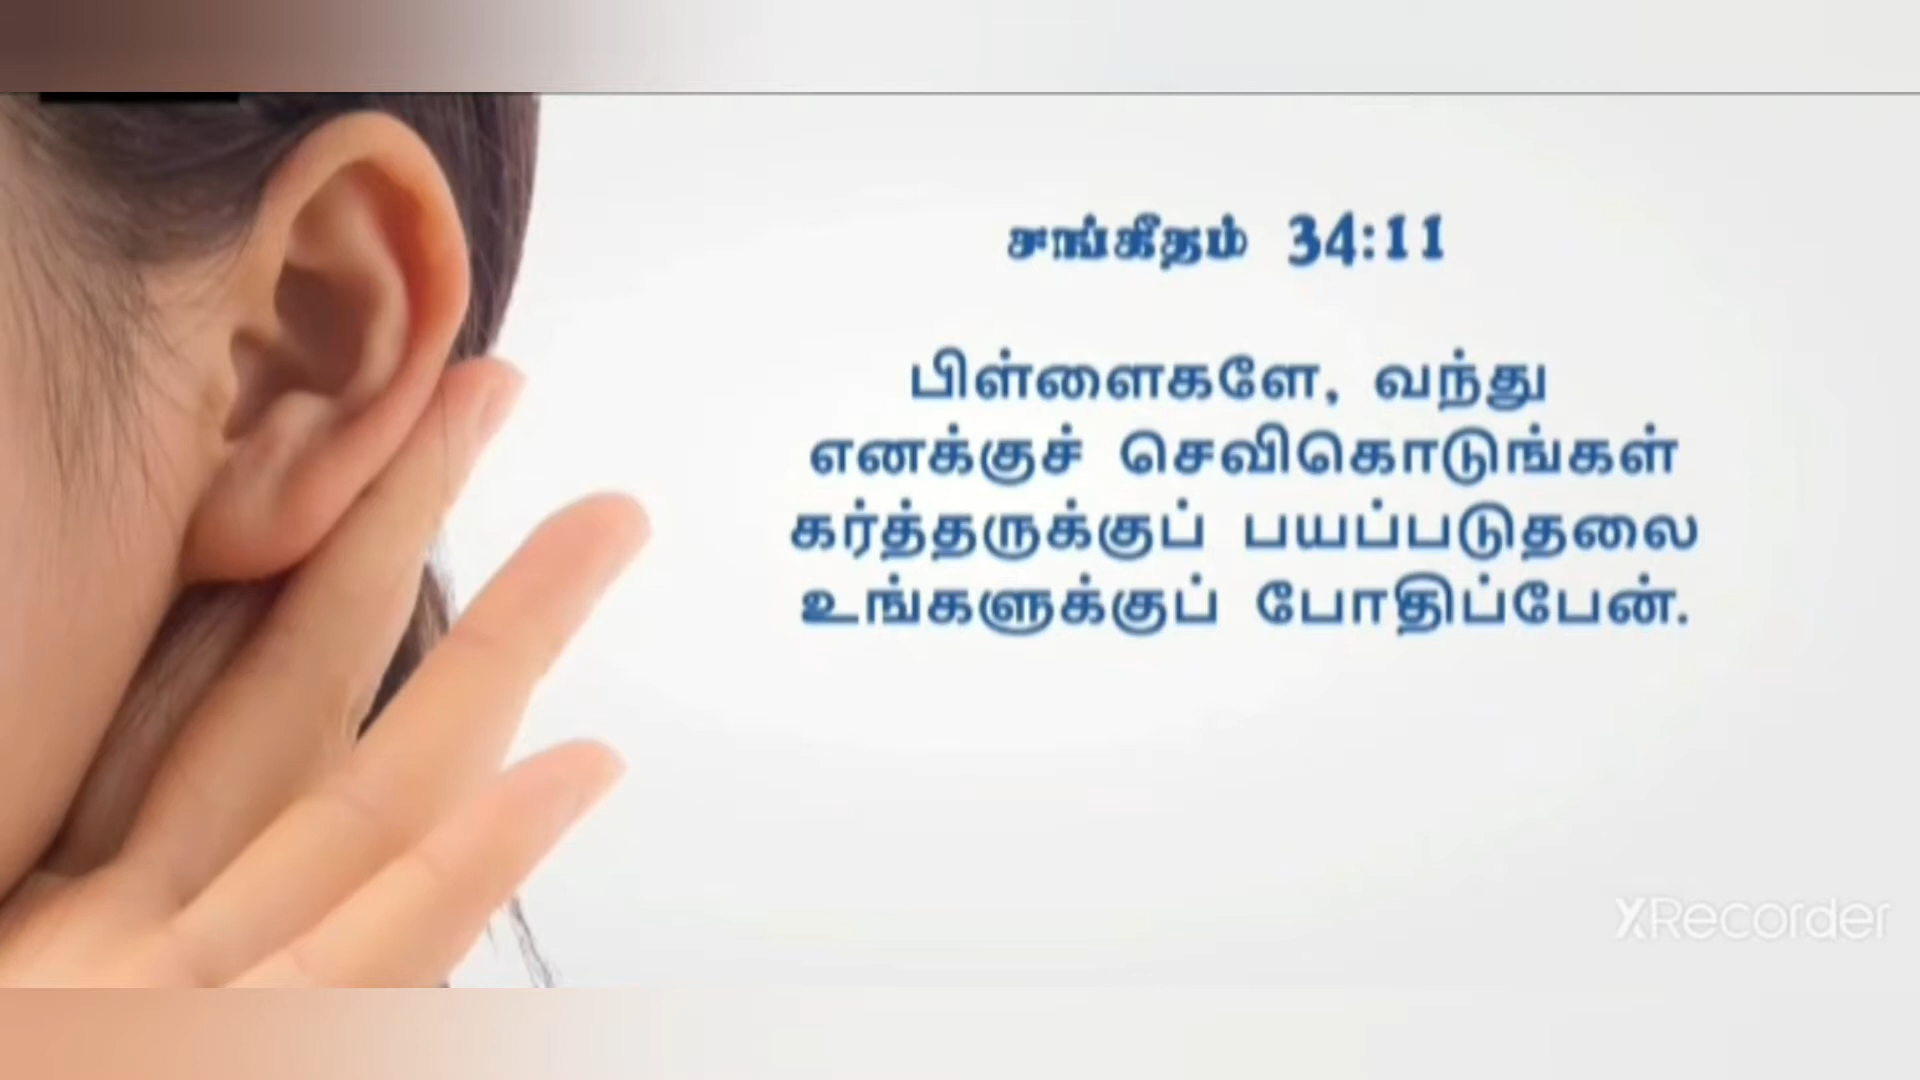 சங்கீதம் 34:11
பிள்ளைகளே, வந்து
எனக்குச் செவிகொடுங்கள்
கர்த்தருக்குப் பயப்படுதலை
உங்களுக்குப் போதிப்பேன்.
XRecorder